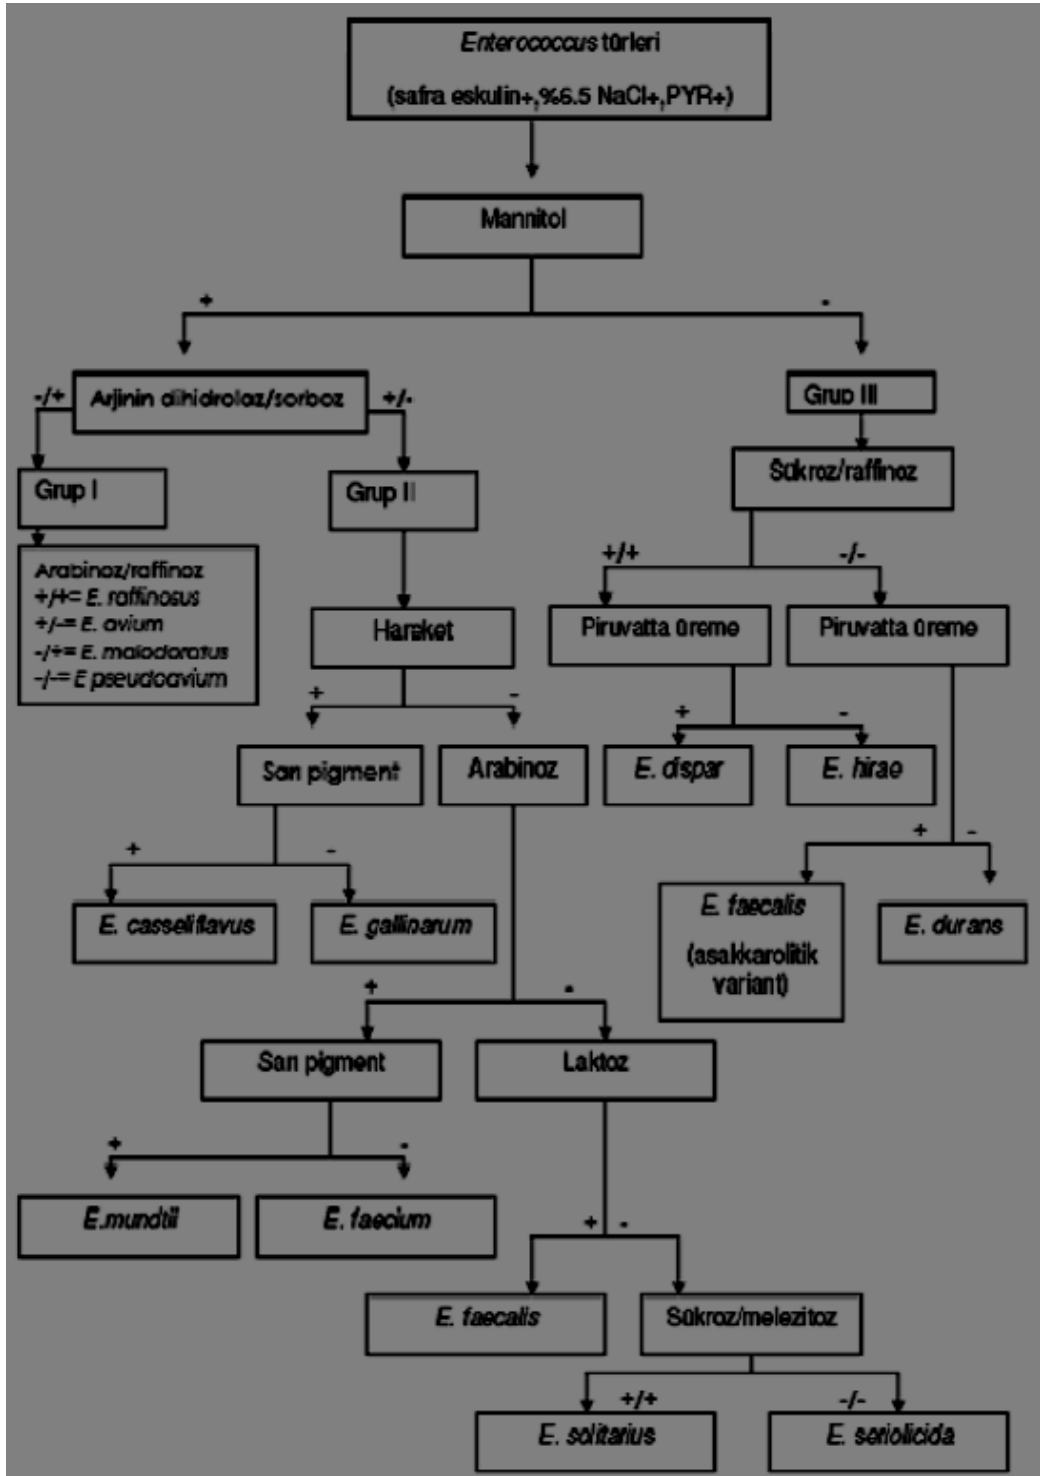 Enterococcus türleri
(safra eskulin+,%6.5 NaCl+,PYR+)
Mannitol
+
-
-/+
Arjinin dihidrolaz/sorboz
+/-
Grup III
Grup I
Grup II
Sükroz/raffinoz
+/+
-/-
Arabinoz/raffinoz
+/+= E. raffinosus
+/-= E. avium
-/+= E. malodoratus
-/-= E pseudoavium
Hareket
Piruvatta üreme
Piruvatta üreme
+
-
+
-
Sarı pigment
Arabinoz
E. dispar
E. hirae
+
-
+
-
E. casseliflavus
E. gallinarum
E. faecalis
(asakkarolitik
variant)
E. durans
+
-
Sarı pigment
Laktoz
+
-
E.mundtii
E. faecium
+
-
E. faecalis
Sükroz/melezitoz
+/+
-/-
E. solitarius
E. seriolicida